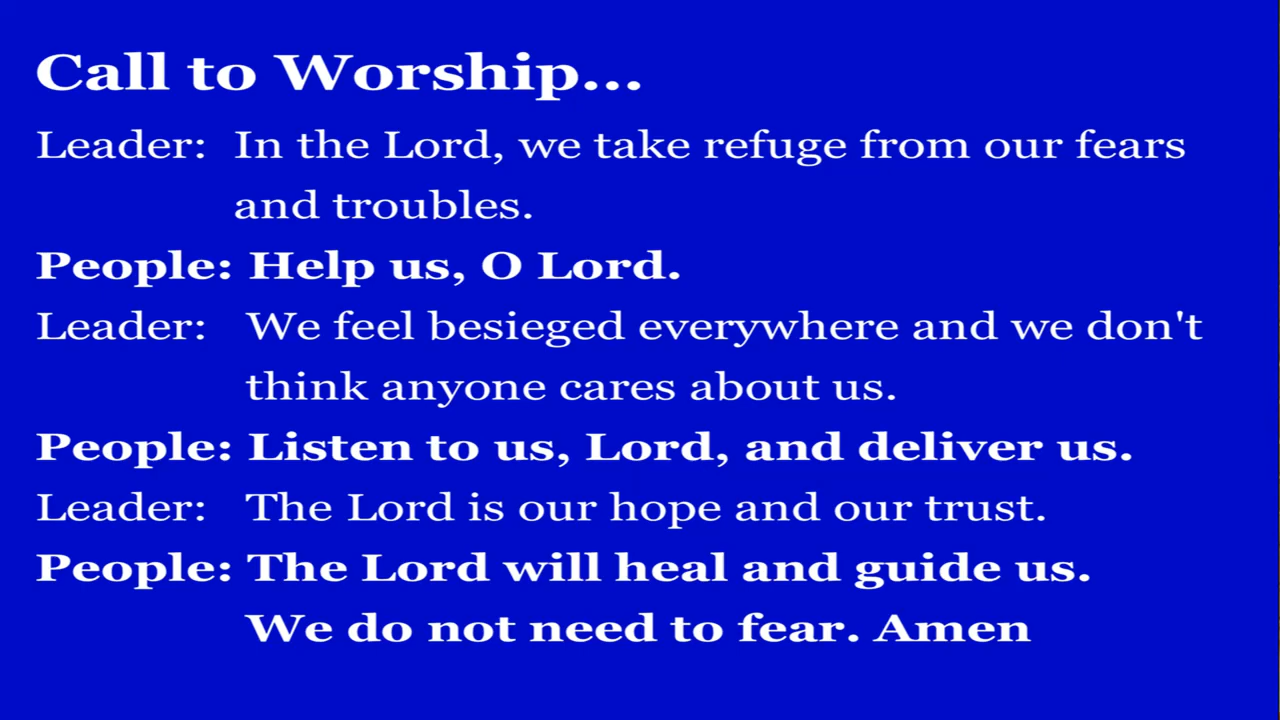 Call to Worship...
Leader: In the Lord, we take refuge from our fears
and troubles.
People: Help us, O Lord.
Leader: We feel besieged everywhere and we don't
think anyone cares about us.
People: Listen to us, Lord, and deliver us.
Leader: The Lord is our hope and our trust.
People: The Lord will heal and guide us.
We do not need to fear. Amen